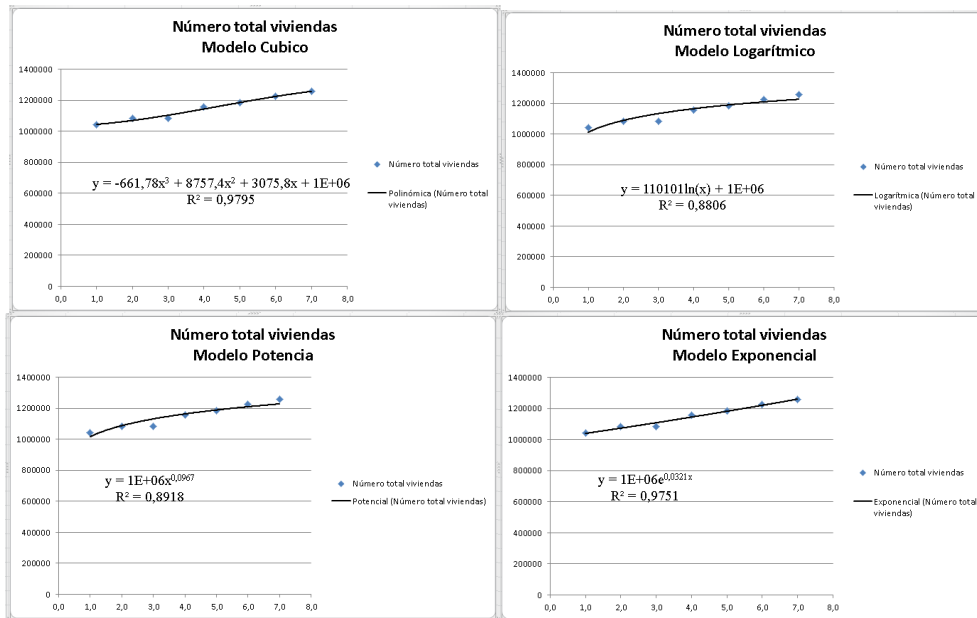 Número total viviendas
Modelo Cubico
1400000
1200000
1000000
800000
600000
400000
200000
0
0,0 1,0 2,0 3,0 4,0 5,0 6,0 7,0 8,0
y = -661,78x³ + 8757,4x² + 3075,8x + 1E+06
R² = 0,9795
Número total viviendas
Polinómica (Número total
viviendas)
Número total viviendas
Modelo Logarítmico
1400000
1200000
1000000
800000
600000
400000
200000
0
0,0 1,0 2,0 3,0 4,0 5,0 6,0 7,0 8,0
y = 110101ln(x) + 1E+06
R² = 0,8806
Número total viviendas
Logarítmica (Número total
viviendas)
Número total viviendas
Modelo Potencia
1400000
1200000
1000000
800000
600000
400000
200000
0
0,0 1,0 2,0 3,0 4,0 5,0 6,0 7,0 8,0
y = 1E+06x^0,0967
R² = 0,8918
Número total viviendas
Potencial (Número total viviendas)
Número total viviendas
Modelo Exponencial
1400000
1200000
1000000
800000
600000
400000
200000
0
0,0 1,0 2,0 3,0 4,0 5,0 6,0 7,0 8,0
y = 1E+06e^0,0321x
R² = 0,9751
Número total viviendas
Exponencial (Número total
viviendas)